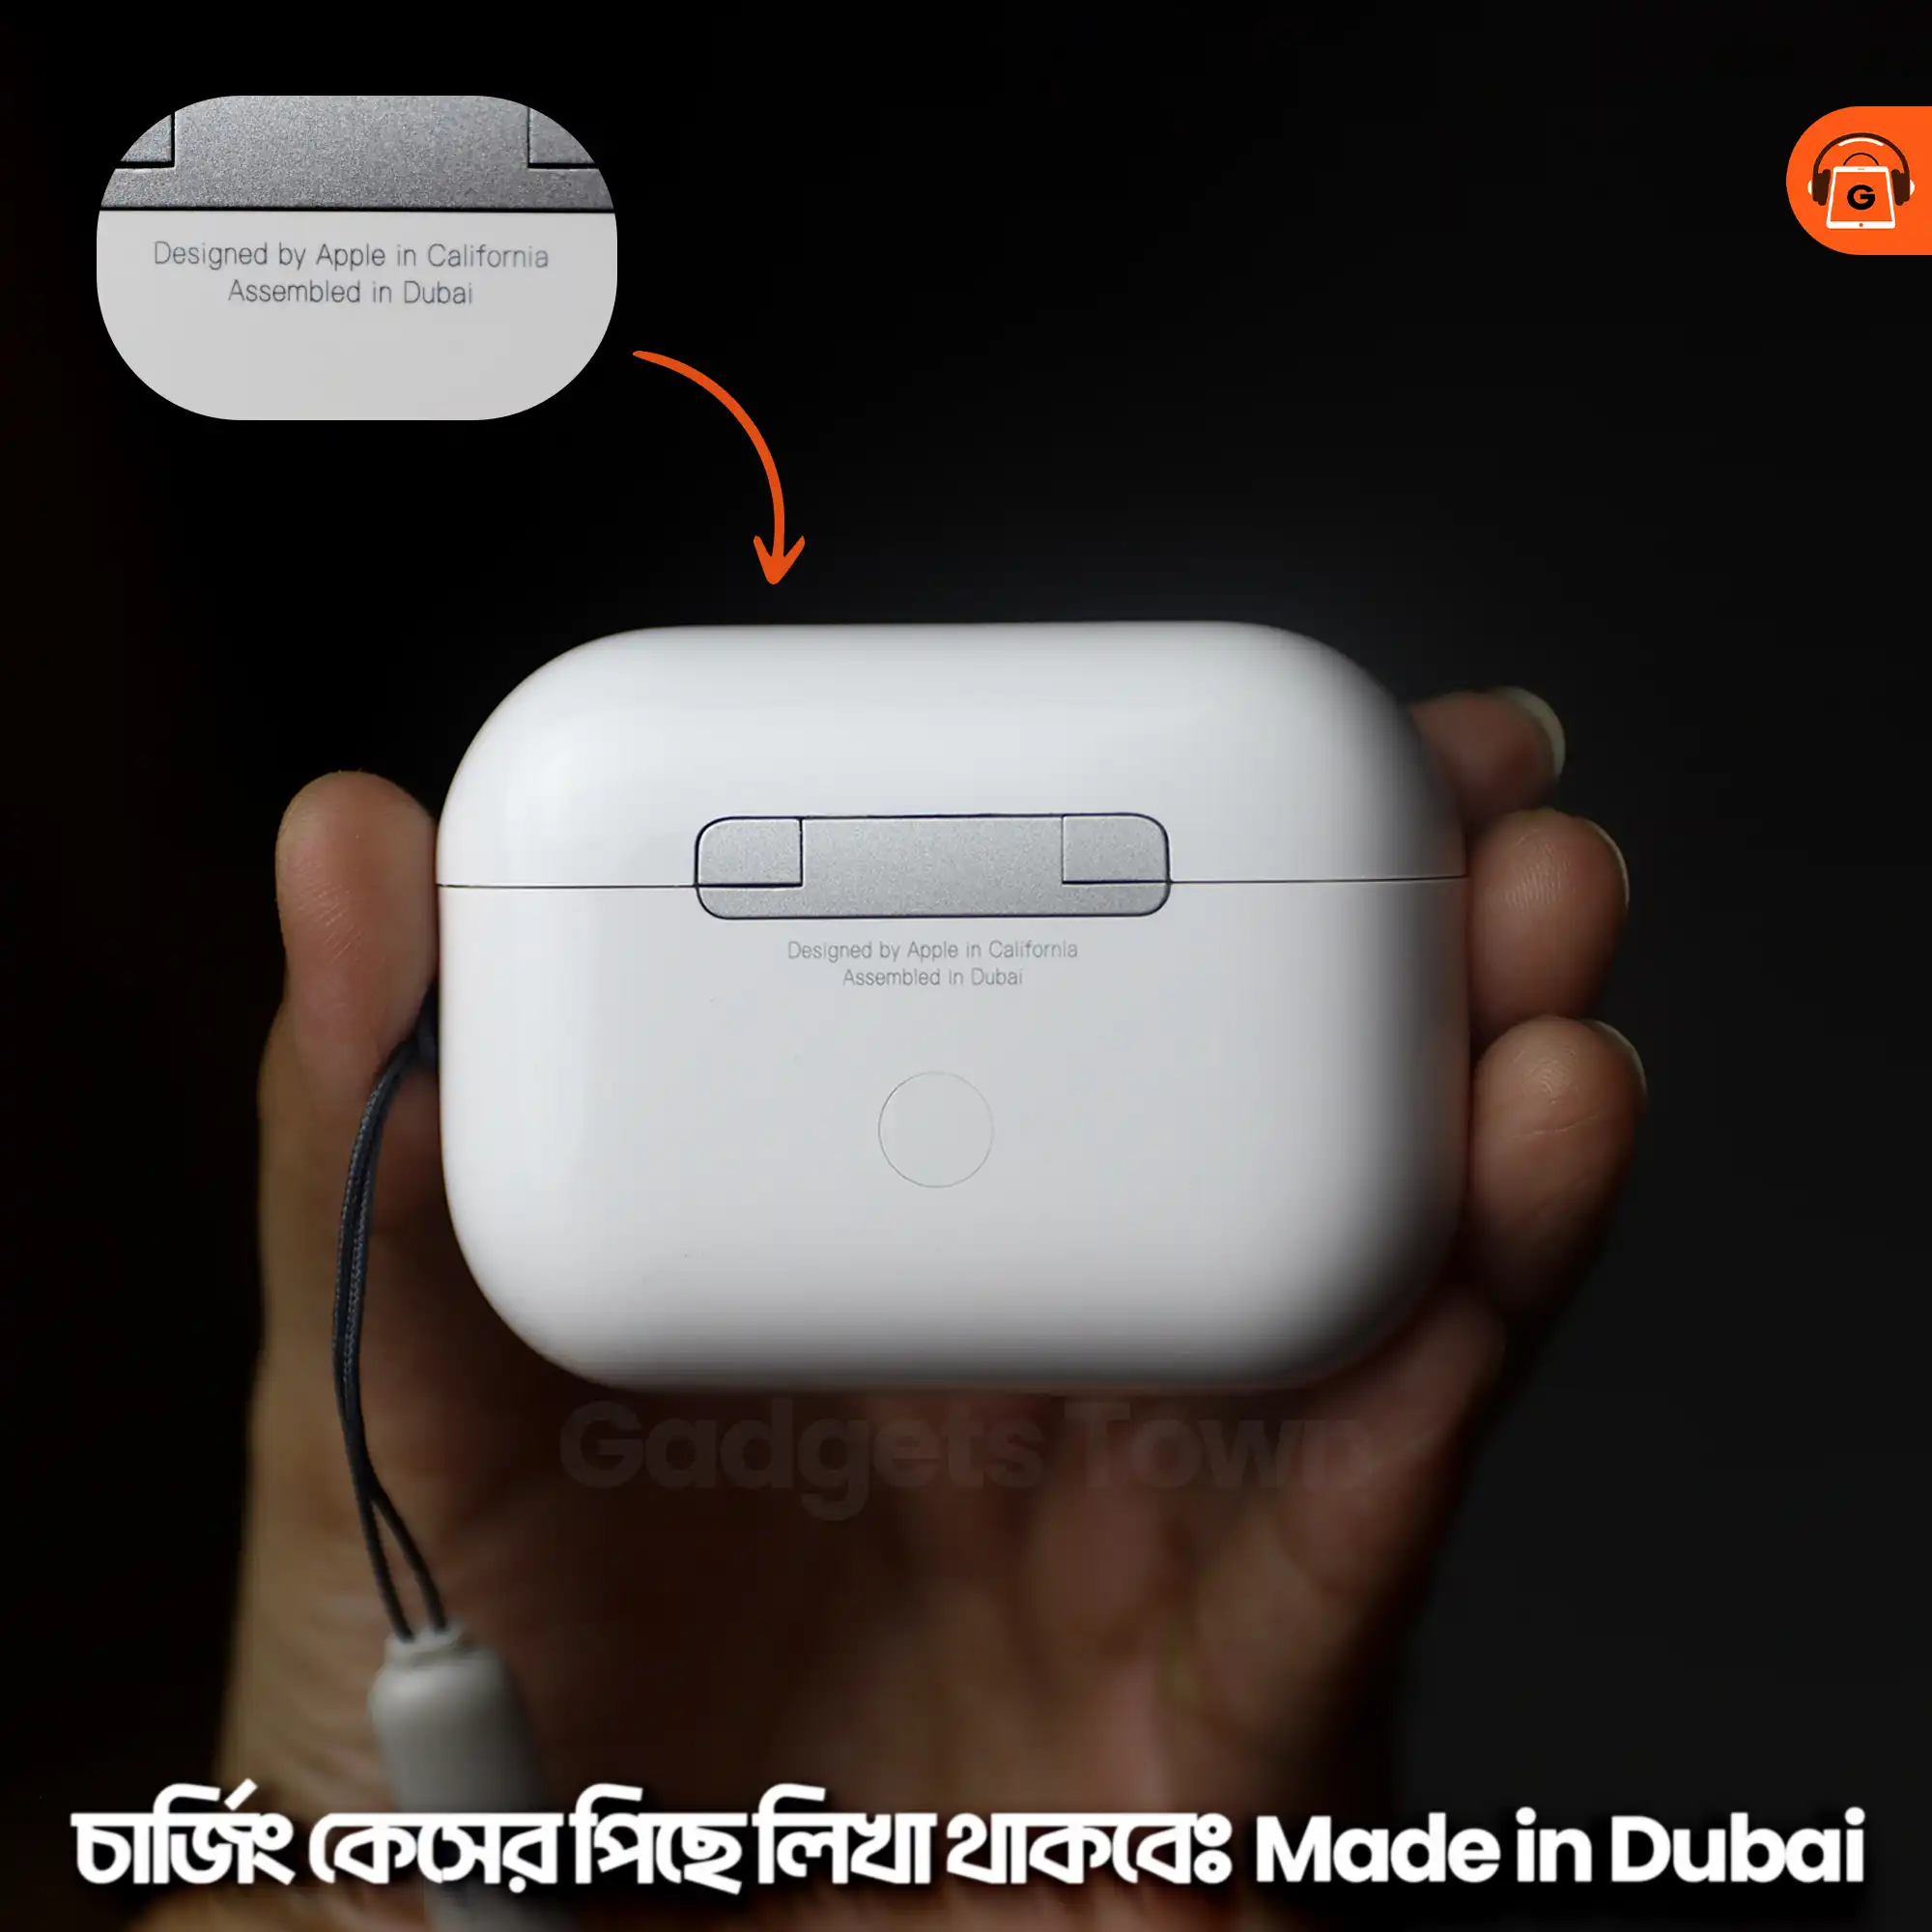 Designed by Apple in California
Assembled in Dubai
G
Designed by Apple in California
Assembled in Dubai
Gadgets Town
চার্জিং কেসের পিছে লিখা থাকবেঃ Made in Dubai